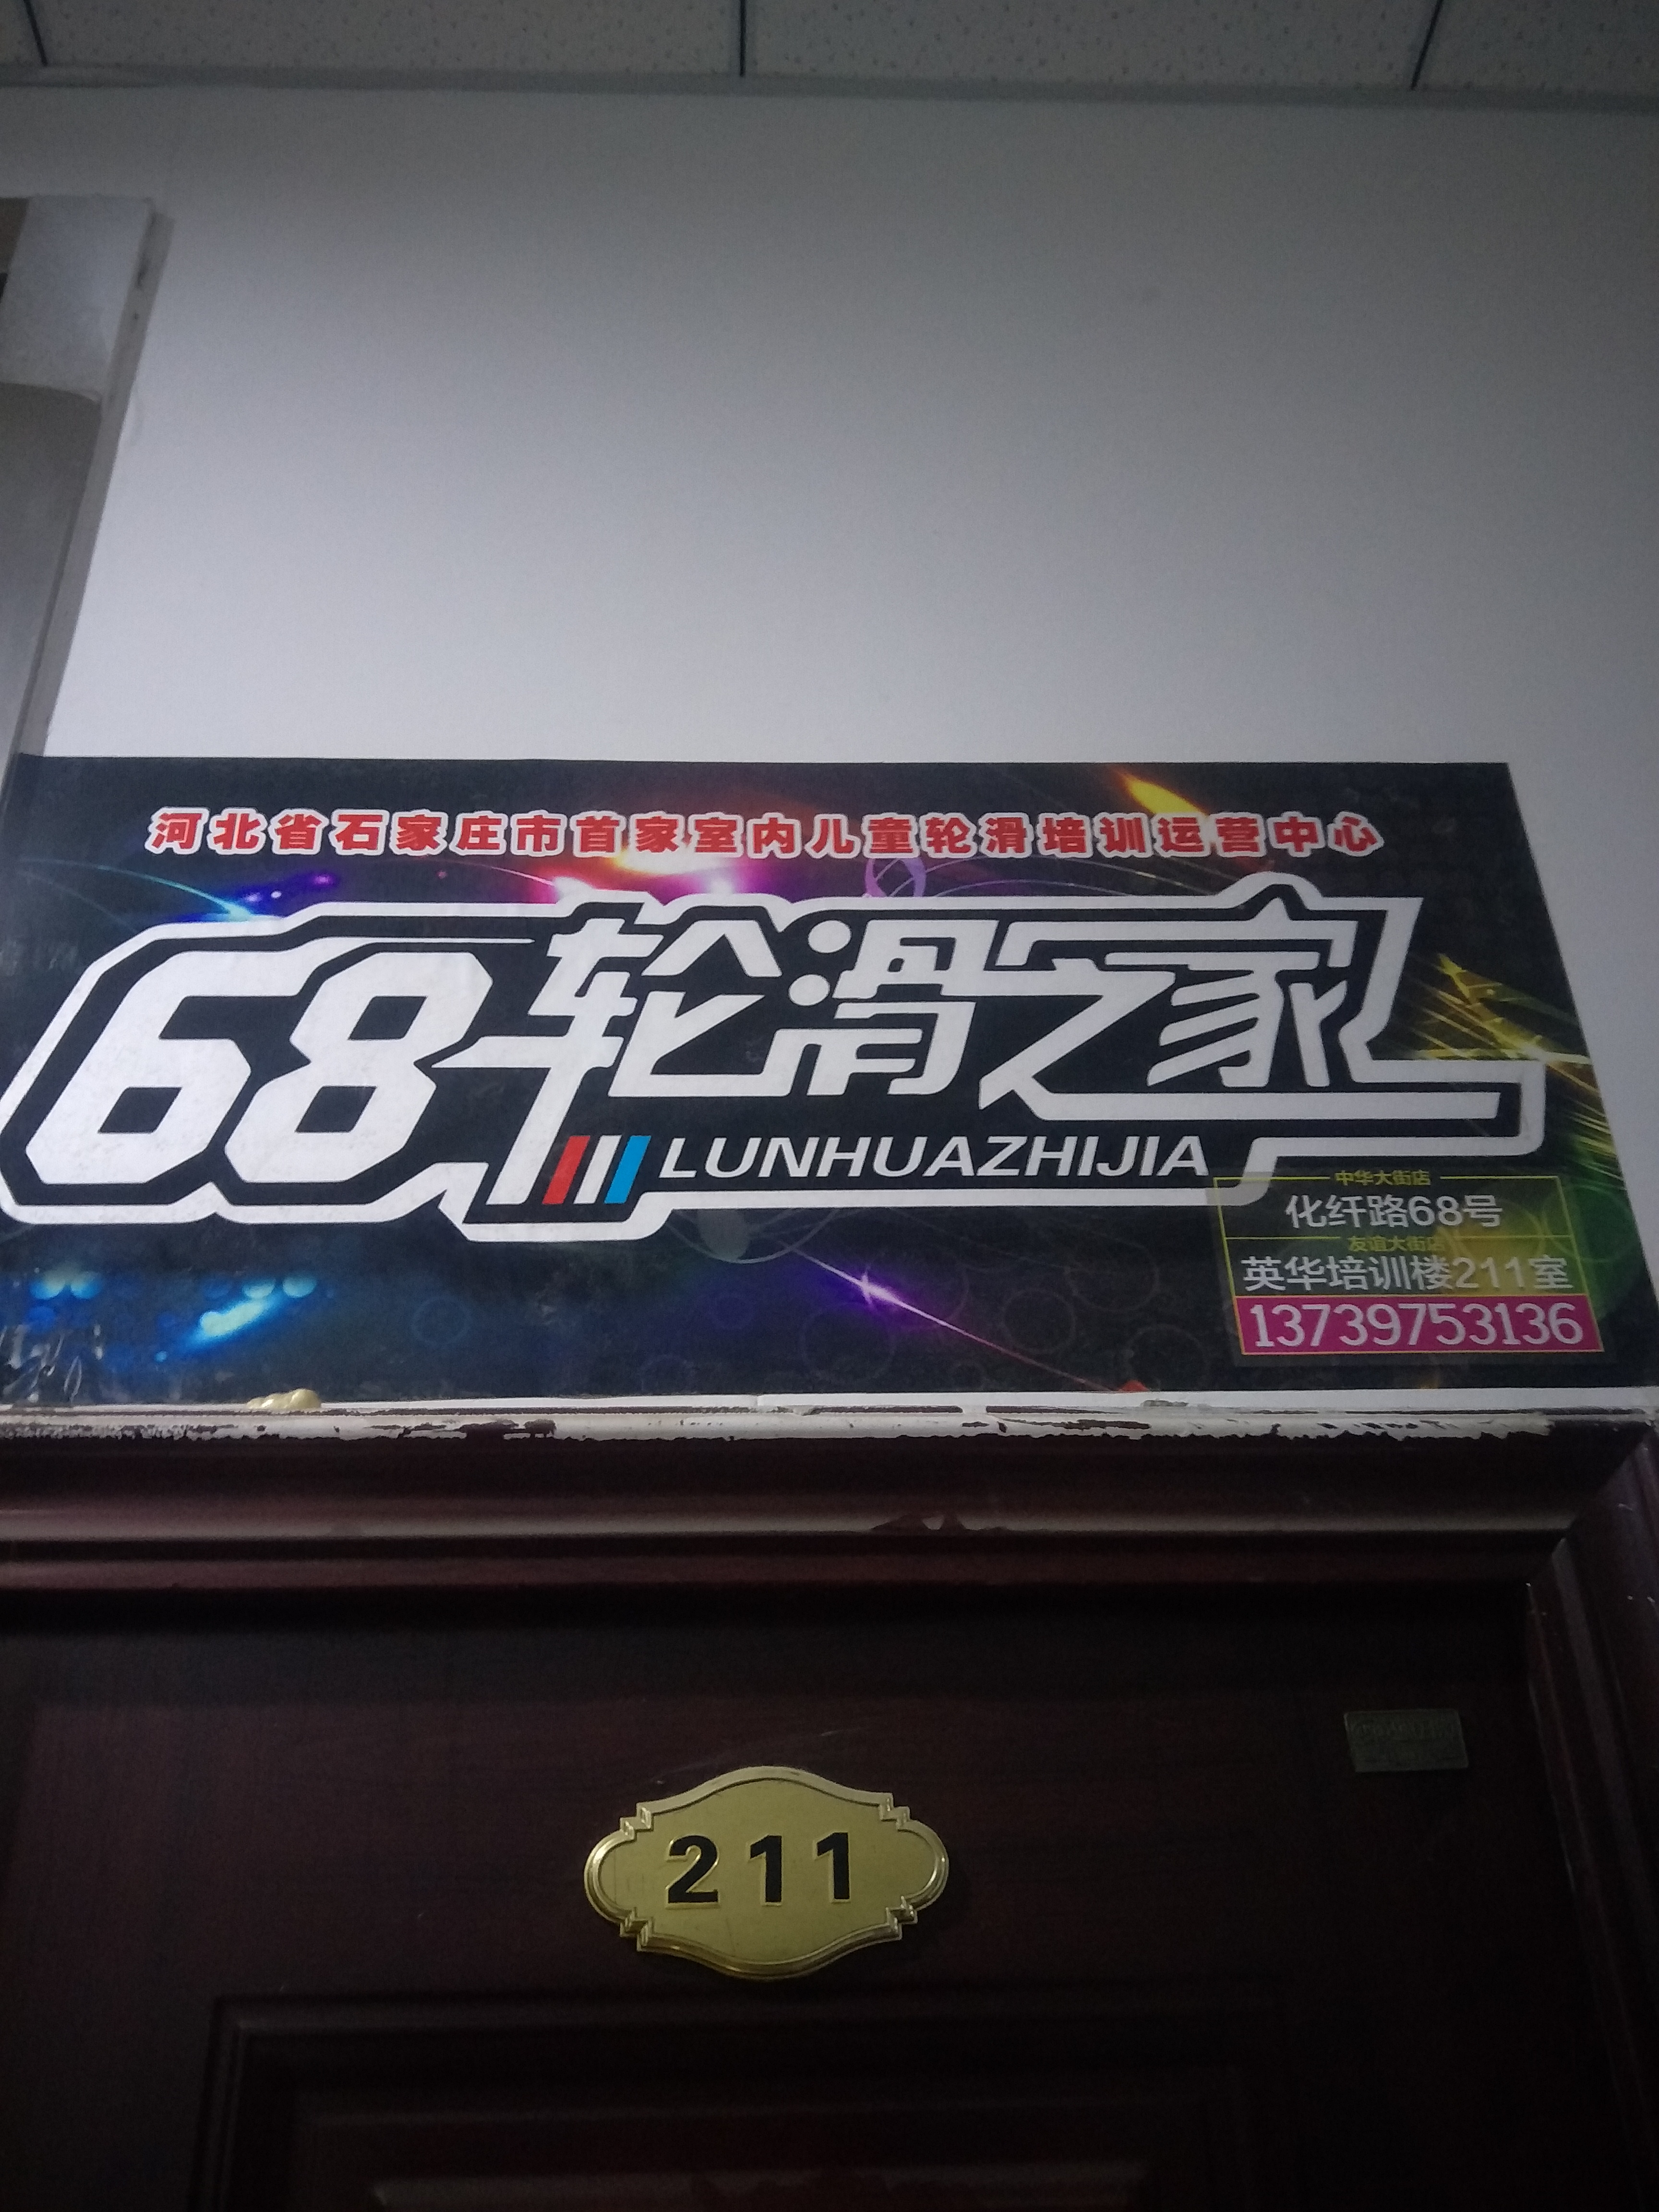 河北省石家庄市首家室内儿童轮滑培训运营中心
68轮滑之家
LUNHUAZHIJIA
中华大街店
化纤路68号
友谊大街店
英华培训楼211室
13739753136
211